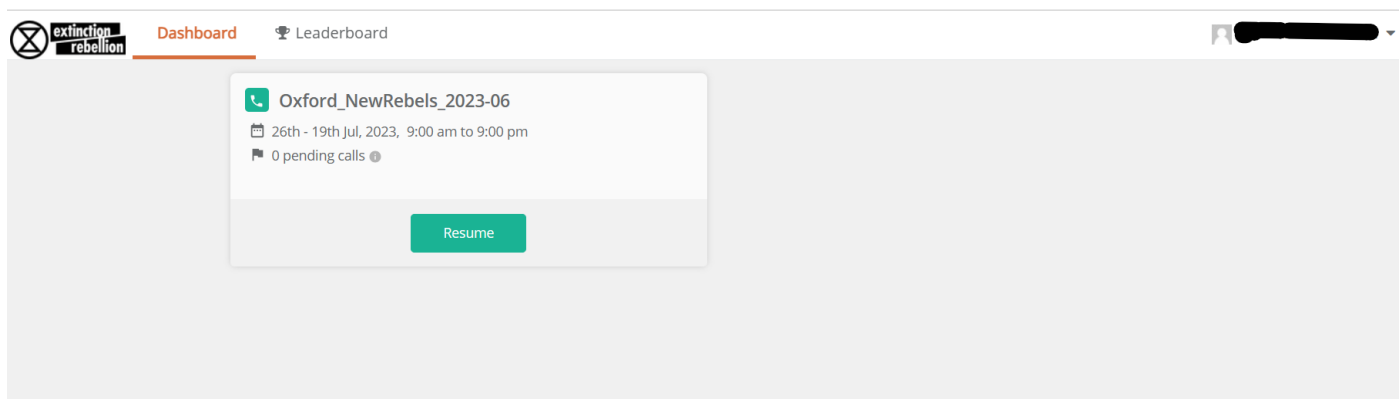 extinction rebellion
Dashboard
Leaderboard
Oxford_NewRebels_2023-06
26th - 19th Jul, 2023, 9:00 am to 9:00 pm
0 pending calls
Resume